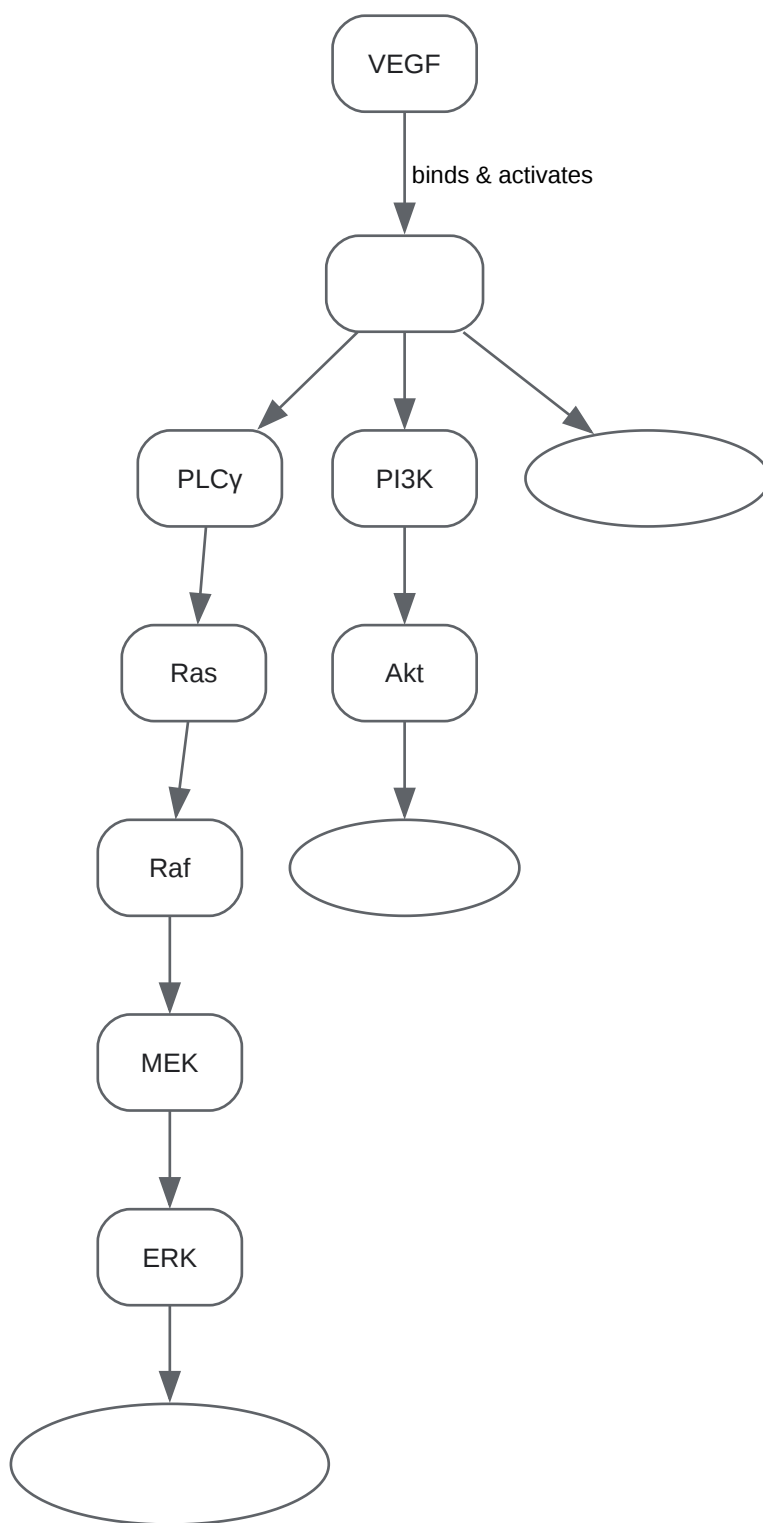 VEGF
binds & activates
PLCγ
PI3K
Ras
Akt
Raf
MEK
ERK